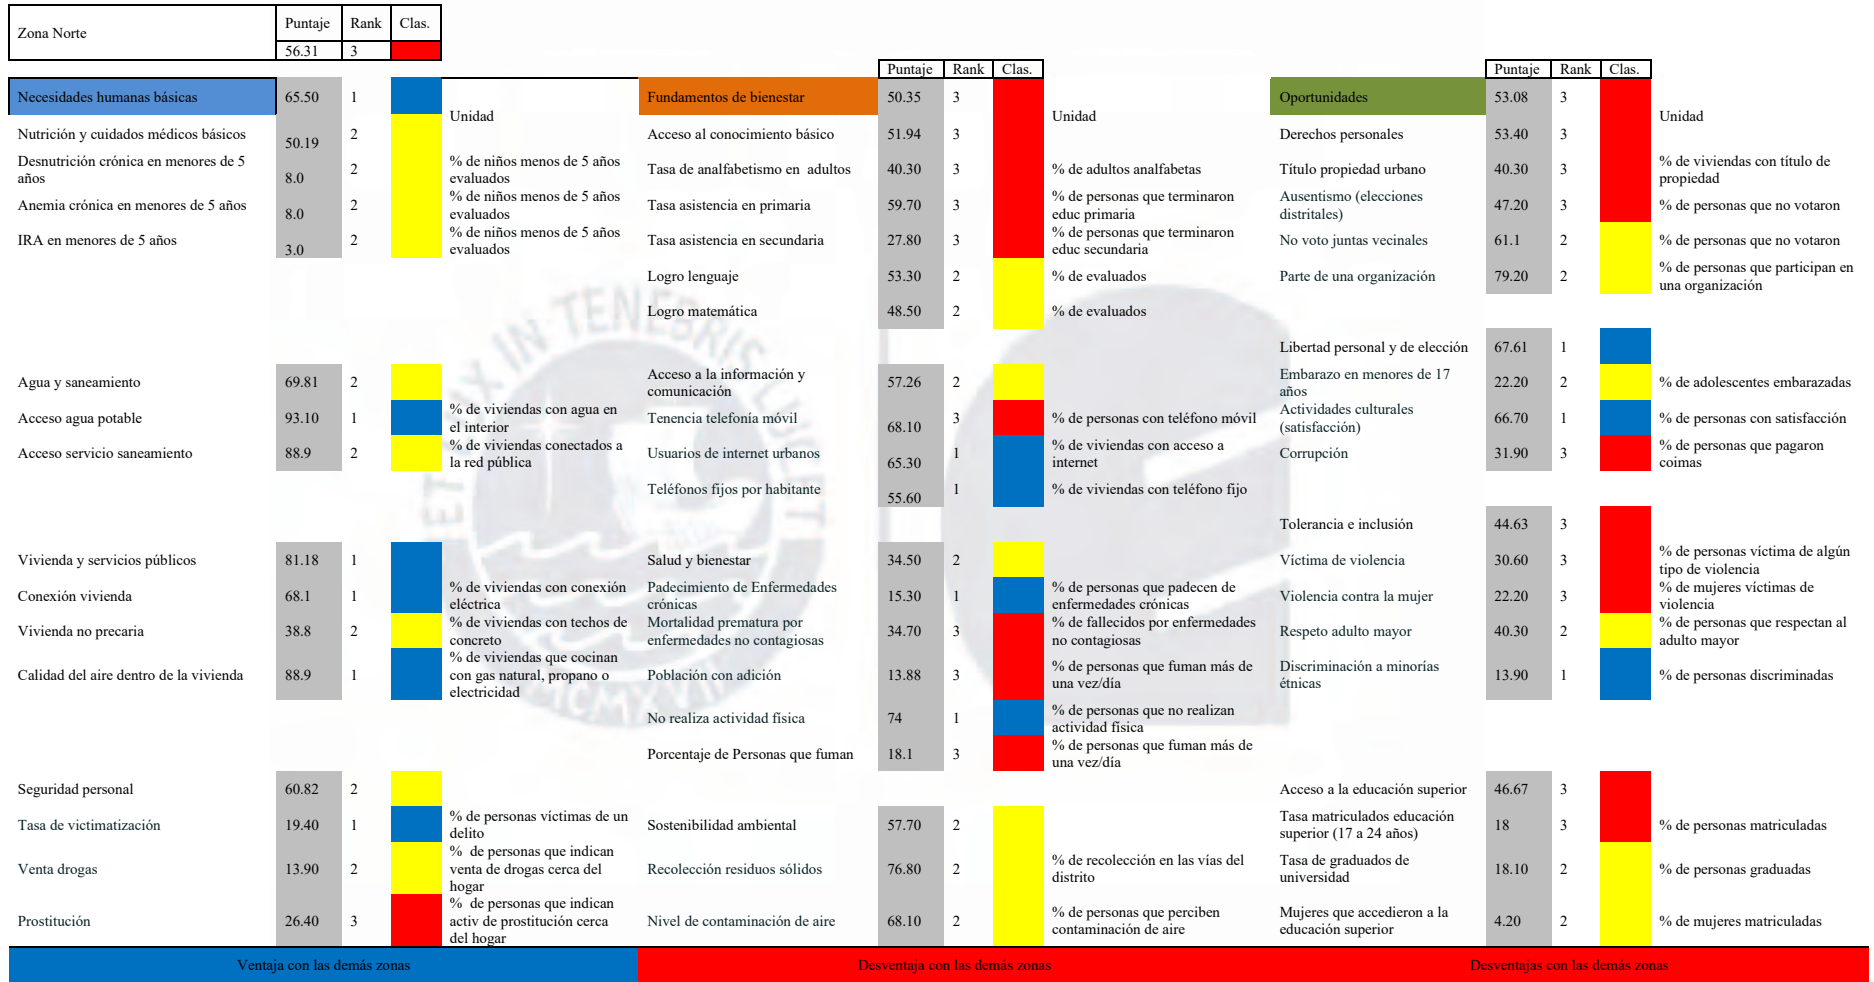 Zona Norte Puntaje Rank Clas.
56.31 3
Puntaje Rank Clas. Puntaje Rank Clas.
Necesidades humanas básicas 65.50 1 Unidad
Nutrición y cuidados médicos básicos 50.19 2
Desnutrición crónica en menores de 5
años 8.0 2 % de niños menos de 5 años
evaluados
Anemia crónica en menores de 5 años 8.0 2 % de niños menos de 5 años
evaluados
IRA en menores de 5 años 3.0 2 % de niños menos de 5 años
evaluados
Agua y saneamiento 69.81 2
Acceso agua potable 93.10 1 % de viviendas con agua en
el interior
Acceso servicio saneamiento 88.9 2 % de viviendas conectados a
la red pública
Vivienda y servicios públicos 81.18 1
Conexión vivienda 68.1 1 % de viviendas con conexión
eléctrica
Vivienda no precaria 38.8 2 % de viviendas con techos de
concreto
Calidad del aire dentro de la vivienda 88.9 1 % de viviendas que cocinan
con gas natural, propano o
electricidad
Seguridad personal 60.82 2
Tasa de victimatización 19.40 1 % de personas víctimas de un
delito
Venta drogas 13.90 2 % de personas que indican
venta de drogas cerca del
hogar
Prostitución 26.40 3 % de personas que indican
activ de prostitución cerca
del hogar
Ventaja con las demás zonas
Fundamentos de bienestar 50.35 3 Unidad
Acceso al conocimiento básico 51.94 3
Tasa de analfabetismo en adultos 40.30 3 % de adultos analfabetas
Tasa asistencia en primaria 59.70 3 % de personas que terminaron
educ primaria
Tasa asistencia en secundaria 27.80 3 % de personas que terminaron
educ secundaria
Logro lenguaje 53.30 2 % de evaluados
Logro matemática 48.50 2 % de evaluados
Acceso a la información y
comunicación 57.26 2
Tenencia telefonía móvil 68.10 3 % de personas con teléfono móvil
Usuarios de internet urbanos 65.30 1 % de viviendas con acceso a
internet
Teléfonos fijos por habitante 55.60 1 % de viviendas con teléfono fijo
Salud y bienestar 34.50 2
Padecimiento de Enfermedades
crónicas 15.30 1 % de personas que padecen de
enfermedades crónicas
Mortalidad prematura por
enfermedades no contagiosas 34.70 3 % de fallecidos por enfermedades
no contagiosas
Población con adición 13.88 3 % de personas que fuman más de
una vez/día
No realiza actividad física 74 1 % de personas que no realizan
actividad física
Porcentaje de Personas que fuman 18.1 3 % de personas que fuman más de
una vez/día
Sostenibilidad ambiental 57.70 2
Recolección residuos sólidos 76.80 2 % de recolección en las vías del
distrito
Nivel de contaminación de aire 68.10 2 % de personas que perciben
contaminación de aire
Desventaja con las demás zonas
Oportunidades 53.08 3 Unidad
Derechos personales 53.40 3
Título propiedad urbano 40.30 3 % de viviendas con título de
propiedad
Ausentismo (elecciones
distritales) 47.20 3 % de personas que no votaron
No voto juntas vecinales 61.1 2 % de personas que no votaron
Parte de una organización 79.20 2 % de personas que participan en
una organización
Libertad personal y de elección 67.61 1
Embarazo en menores de 17
años 22.20 2 % de adolescentes embarazadas
Actividades culturales
(satisfacción) 66.70 1 % de personas con satisfacción
Corrupción 31.90 3 % de personas que pagaron
coimas
Tolerancia e inclusión 44.63 3
Víctima de violencia 30.60 3 % de personas víctima de algún
tipo de violencia
Violencia contra la mujer 22.20 3 % de mujeres víctimas de
violencia
Respeto adulto mayor 40.30 2 % de personas que respectan al
adulto mayor
Discriminación a minorías
étnicas 13.90 1 % de personas discriminadas
Acceso a la educación superior 46.67 3
Tasa matriculados educación
superior (17 a 24 años) 18 3 % de personas matriculadas
Tasa de graduados de
universidad 18.10 2 % de personas graduadas
Mujeres que accedieron a la
educación superior 4.20 2 % de mujeres matriculadas
Desventajas con las demás zonas
ET LUX IN TENEBRIS LUCET